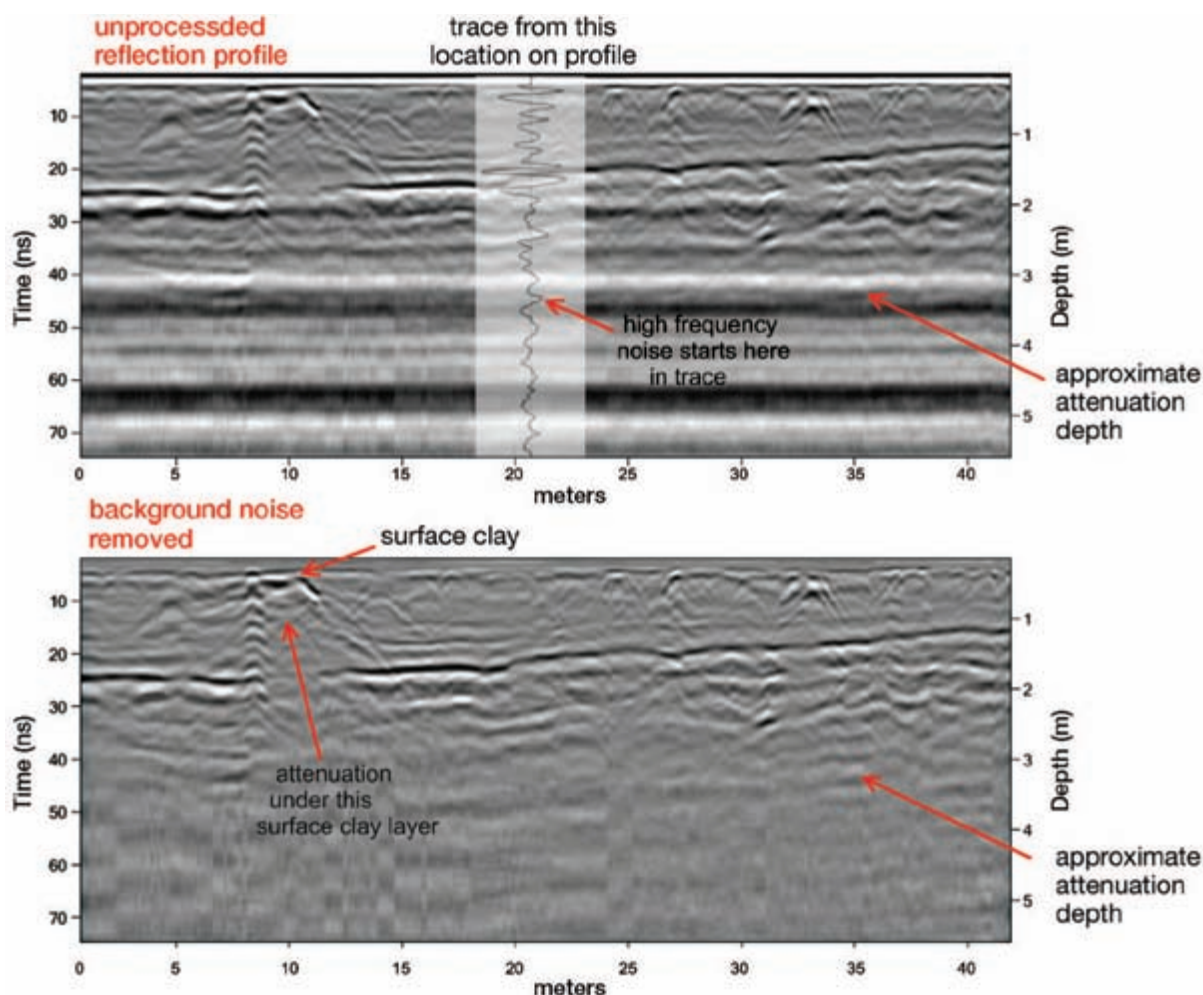 unprocessded
reflection profile
trace from this
location on profile
10
20
30
40
50
60
70
Time (ns)
1
2
3
4
5
Depth (m)
high frequency
noise starts here
in trace
approximate
attenuation
depth
0 5 10 15 20 25 30 35 40
meters
background noise
removed
surface clay
10
20
30
40
50
60
70
Time (ns)
1
2
3
4
5
Depth (m)
attenuation
under this
surface clay layer
approximate
attenuation
depth
0 5 10 15 20 25 30 35 40
meters